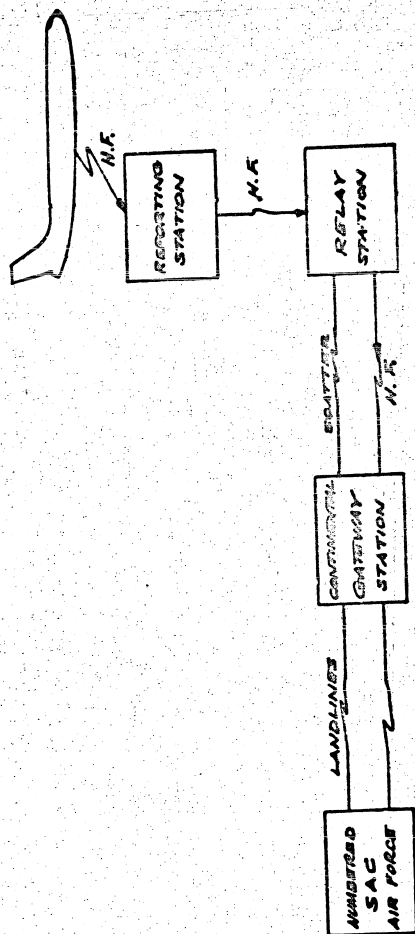 H.F.
REPORTING
STATION
H.F.
RELAY
STATION
SCATTER
H.F.
CONTINENTAL
GATEWAY
STATION
LANDLINES
NUMBERED
SAC
AIR FORCE